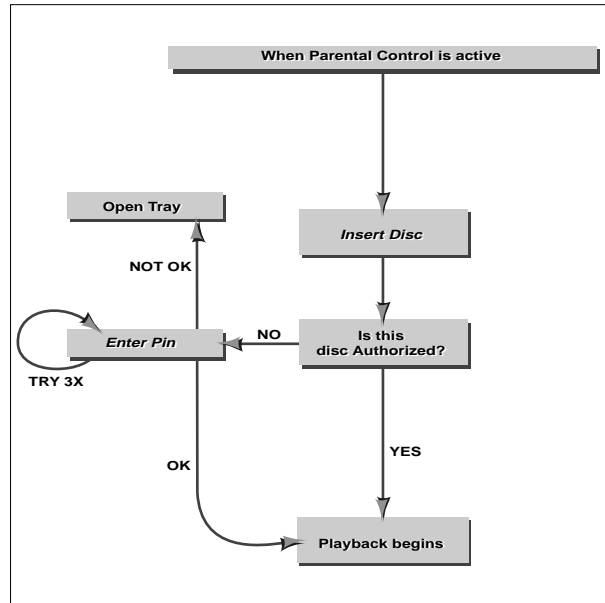 When Parental Control is active
Open Tray
Insert Disc
NOT OK
Enter Pin
NO
Is this
disc Authorized?
TRY 3X
YES
OK
Playback begins